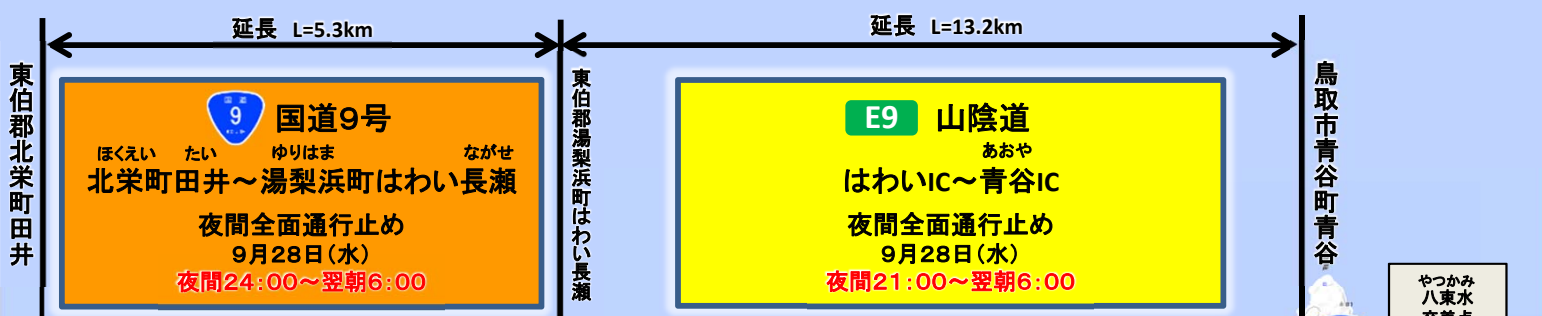 延長 L=5.3km
延長 L=13.2km
東伯郡北栄町田井
国道
9
国道9号
ほくえい たい ゆりはま ながせ
北栄町田井～湯梨浜町はわい長瀬
夜間全面通行止め
9月28日(水)
夜間24:00～翌朝6:00
東伯郡湯梨浜町はわい長瀬
E9 山陰道
あおや
はわいIC～青谷IC
夜間全面通行止め
9月28日(水)
夜間21:00～翌朝6:00
鳥取市青谷町青谷
やつかみ
八束水